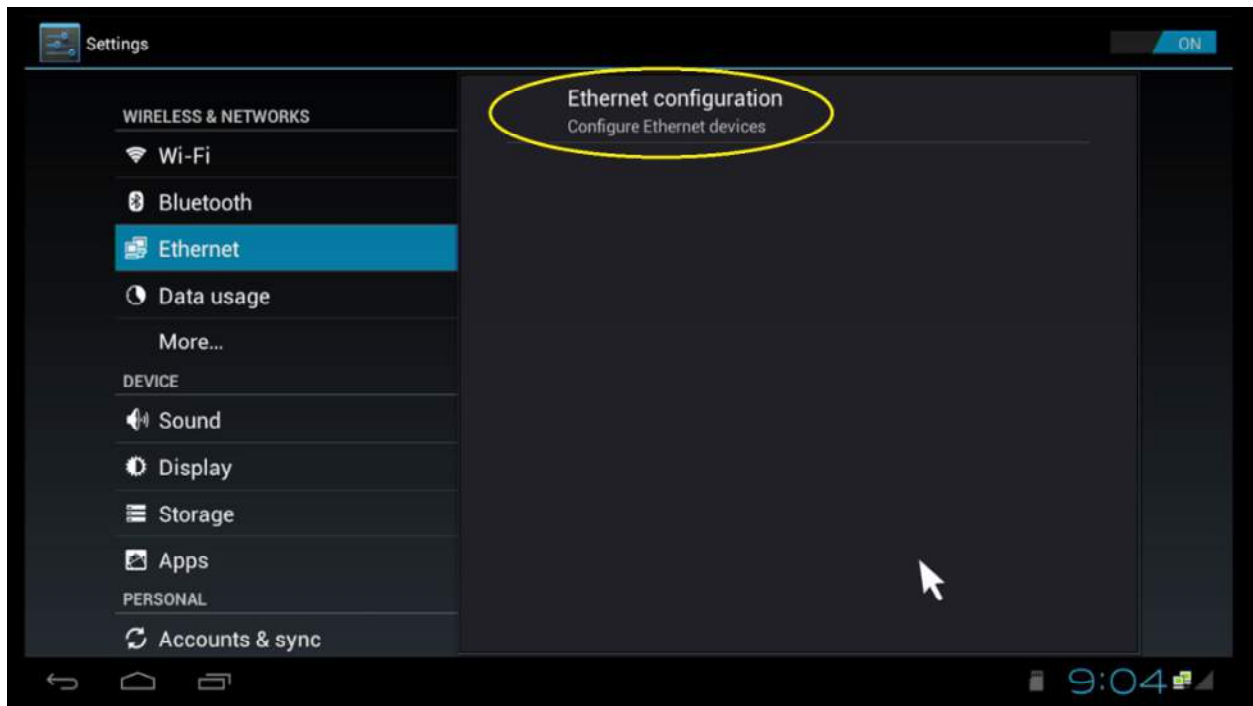 Settings
ON
WIRELESS & NETWORKS
Wi-Fi
Bluetooth
Ethernet
Data usage
More...
DEVICE
Sound
Display
Storage
Apps
PERSONAL
Accounts & sync
Ethernet configuration
Configure Ethernet devices
9:04